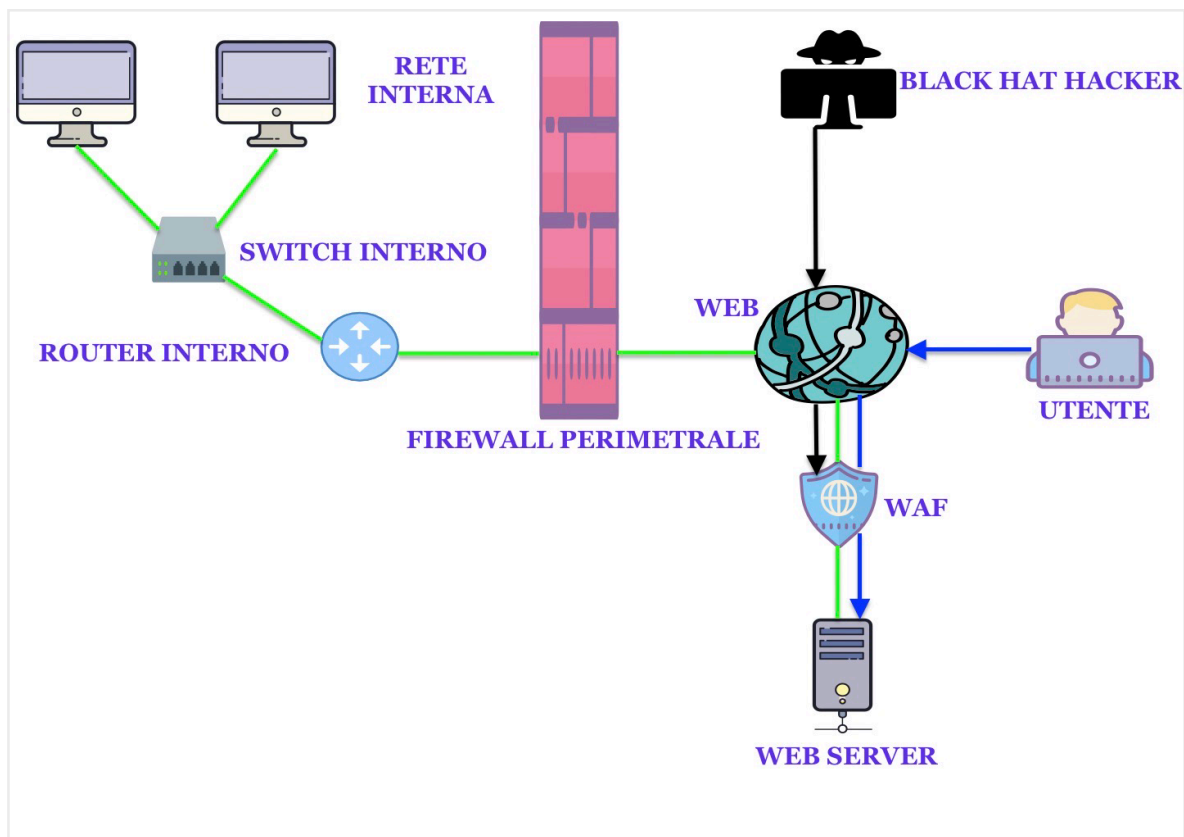 RETE
INTERNA
BLACK HAT HACKER
SWITCH INTERNO
WEB
ROUTER INTERNO
UTENTE
FIREWALL PERIMETRALE
WAF
WEB SERVER